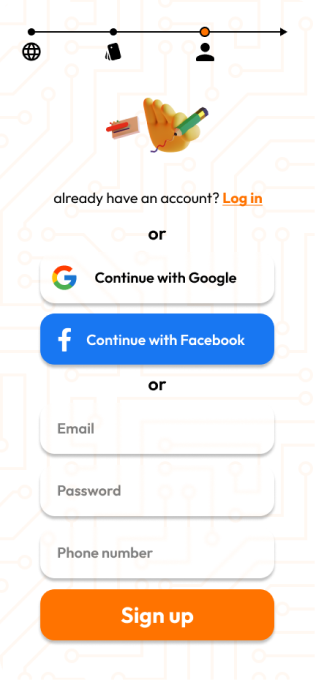 already have an account? Log in
or
Continue with Google
Continue with Facebook
or
Email
Password
Phone number
Sign up